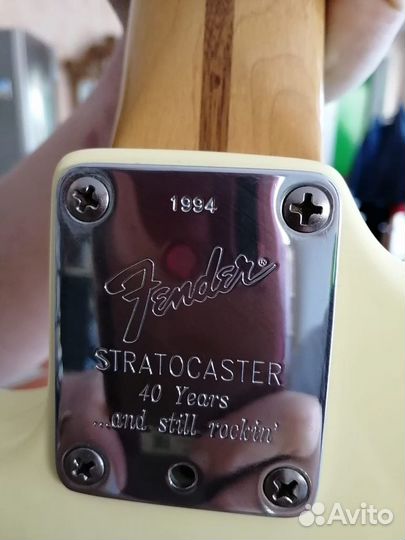 1994
Fender®
STRATOCASTER
40 Years
...and still rockin'
Avito